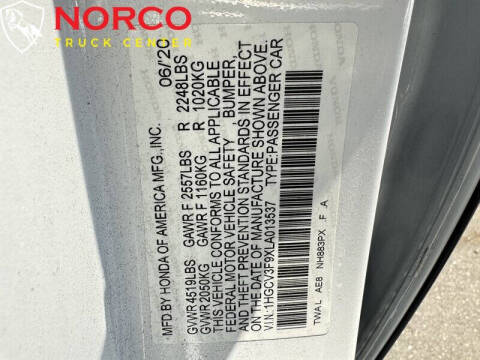 NORCO
TRUCK CENTER
MFD.BY HONDA OF AMERICA MFG.,INC. 06/20
GVWR 4519LBS GAWR F 2557LBS R 2248LBS
GVWR 2050KG GAWR F 1160KG R 1020KG
THIS VEHICLE CONFORMS TO ALL APPLICABLE
FEDERAL MOTOR VEHICLE SAFETY , BUMPER,
AND THEFT PREVENTION STANDARDS IN EFFECT
ON THE DATE OF MANUFACTURE SHOWN ABOVE.
V.I.N.:1HGCV3F9XLA013537 TYPE:PASSENGER CAR
TWAL AE8 NH883PX F A